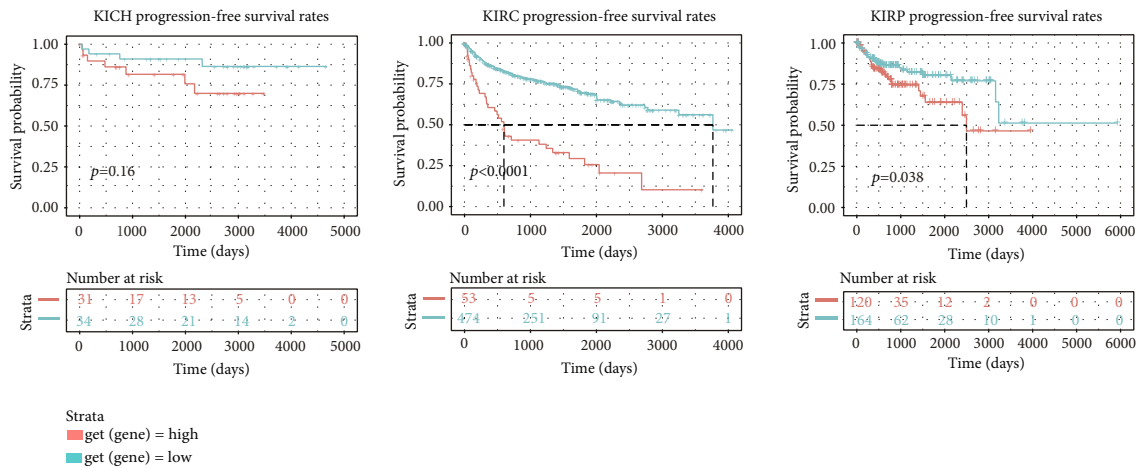 KICH progression-free survival rates
1.00
0.75
0.50
0.25
0.00
Survival probability
p=0.16
0 1000 2000 3000 4000 5000
Time (days)
Number at risk
Strata
31 17 13 5 0 0
34 28 21 14 2 0
0 1000 2000 3000 4000 5000
Time (days)
KIRC progression-free survival rates
1.00
0.75
0.50
0.25
0.00
Survival probability
p<0.0001
0 1000 2000 3000 4000
Time (days)
Number at risk
Strata
53 5 5 1 0
474 251 91 27 1
0 1000 2000 3000 4000
Time (days)
KIRP progression-free survival rates
1.00
0.75
0.50
0.25
0.00
Survival probability
p=0.038
0 1000 2000 3000 4000 5000 6000
Time (days)
Number at risk
Strata
120 35 12 2 0 0 0
164 62 28 10 1 0 0
0 1000 2000 3000 4000 5000 6000
Time (days)
Strata
get (gene) = high
get (gene) = low